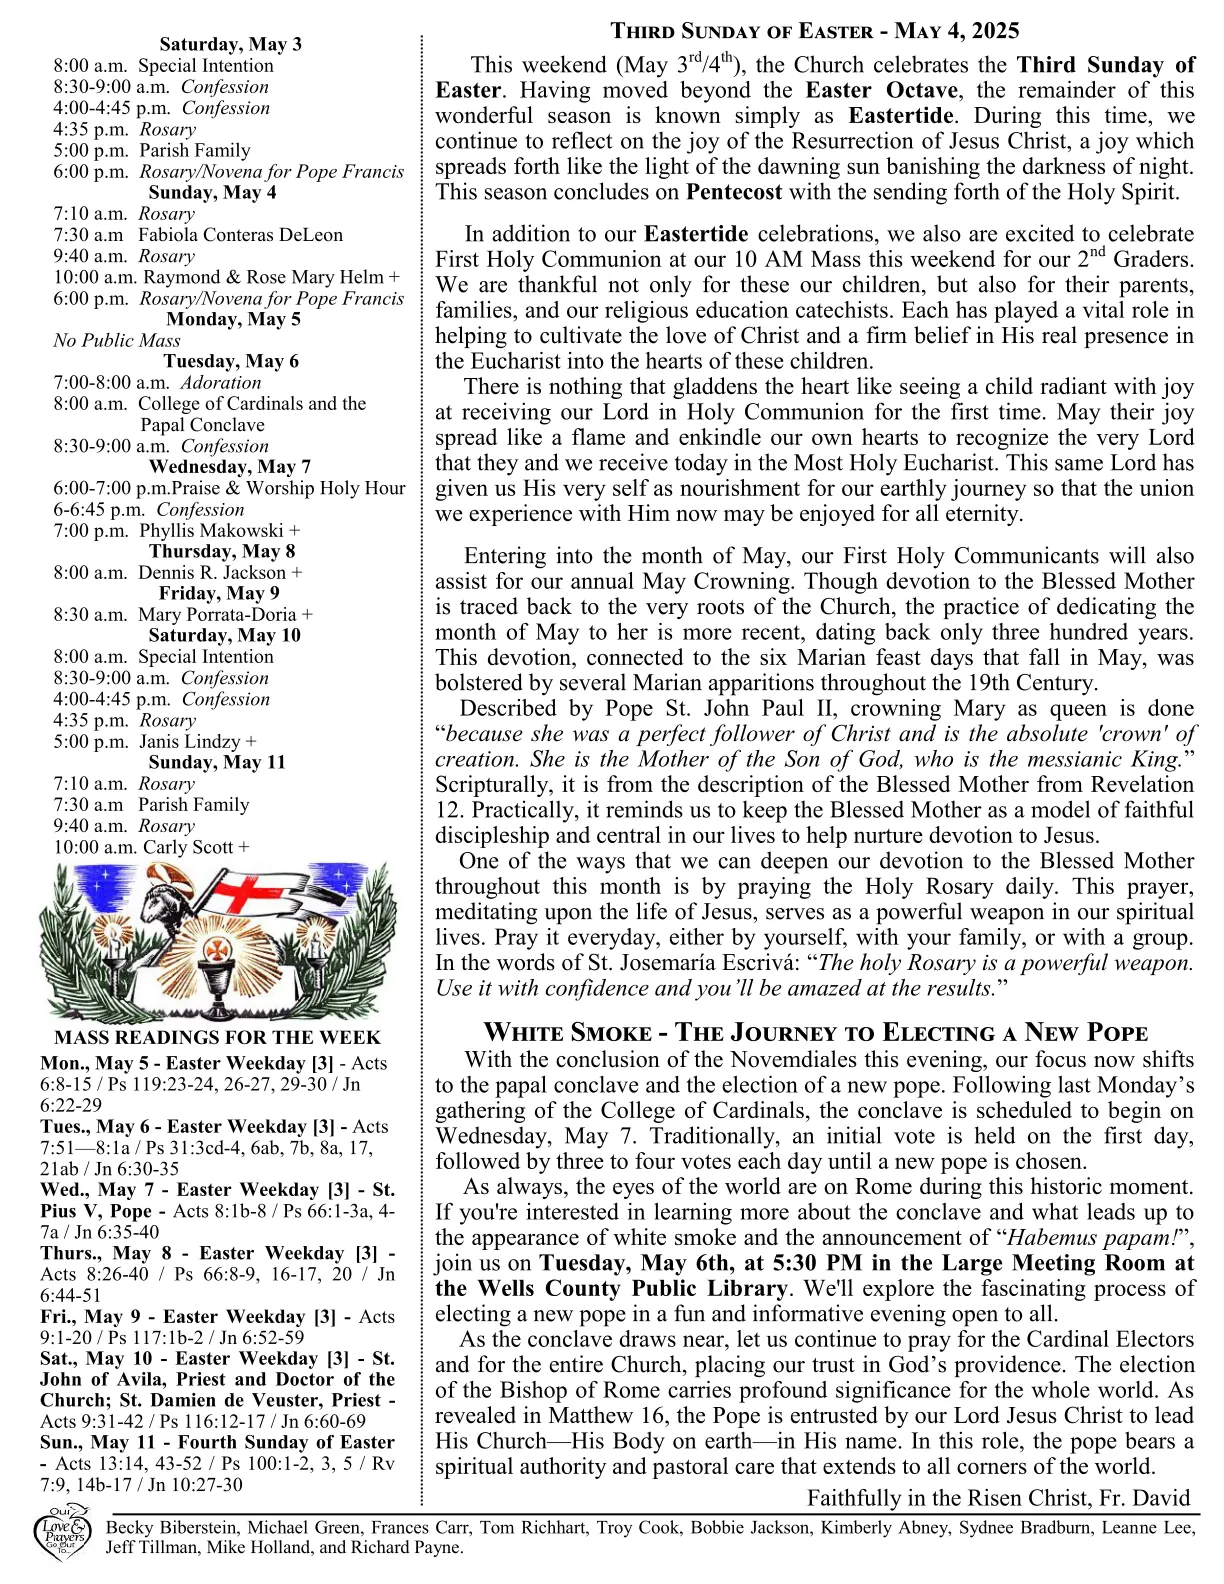 Saturday, May 3
8:00 a.m. Special Intention
8:30-9:00 a.m. Confession
4:00-4:45 p.m. Confession
4:35 p.m. Rosary
5:00 p.m. Parish Family
6:00 p.m. Rosary/Novena for Pope Francis
Sunday, May 4
7:10 a.m. Rosary
7:30 a.m Fabiola Conteras DeLeon
9:40 a.m. Rosary
10:00 a.m. Raymond & Rose Mary Helm +
6:00 p.m. Rosary/Novena for Pope Francis
Monday, May 5
No Public Mass
Tuesday, May 6
7:00-8:00 a.m. Adoration
8:00 a.m. College of Cardinals and the
Papal Conclave
8:30-9:00 a.m. Confession
Wednesday, May 7
6:00-7:00 p.m.Praise & Worship Holy Hour
6-6:45 p.m. Confession
7:00 p.m. Phyllis Makowski +
Thursday, May 8
8:00 a.m. Dennis R. Jackson +
Friday, May 9
8:30 a.m. Mary Porrata-Doria +
Saturday, May 10
8:00 a.m. Special Intention
8:30-9:00 a.m. Confession
4:00-4:45 p.m. Confession
4:35 p.m. Rosary
5:00 p.m. Janis Lindzy +
Sunday, May 11
7:10 a.m. Rosary
7:30 a.m Parish Family
9:40 a.m. Rosary
10:00 a.m. Carly Scott +
MASS READINGS FOR THE WEEK
Mon., May 5 - Easter Weekday [3] - Acts
6:8-15 / Ps 119:23-24, 26-27, 29-30 / Jn
6:22-29
Tues., May 6 - Easter Weekday [3] - Acts
7:51—8:1a / Ps 31:3cd-4, 6ab, 7b, 8a, 17,
21ab / Jn 6:30-35
Wed., May 7 - Easter Weekday [3] - St.
Pius V, Pope - Acts 8:1b-8 / Ps 66:1-3a, 4-
7a / Jn 6:35-40
Thurs., May 8 - Easter Weekday [3] -
Acts 8:26-40 / Ps 66:8-9, 16-17, 20 / Jn
6:44-51
Fri., May 9 - Easter Weekday [3] - Acts
9:1-20 / Ps 117:1b-2 / Jn 6:52-59
Sat., May 10 - Easter Weekday [3] - St.
John of Avila, Priest and Doctor of the
Church; St. Damien de Veuster, Priest -
Acts 9:31-42 / Ps 116:12-17 / Jn 6:60-69
Sun., May 11 - Fourth Sunday of Easter
- Acts 13:14, 43-52 / Ps 100:1-2, 3, 5 / Rv
7:9, 14b-17 / Jn 10:27-30
THIRD SUNDAY OF EASTER - MAY 4, 2025
This weekend (May 3rd/4th), the Church celebrates the Third Sunday of
Easter. Having moved beyond the Easter Octave, the remainder of this
wonderful season is known simply as Eastertide. During this time, we
continue to reflect on the joy of the Resurrection of Jesus Christ, a joy which
spreads forth like the light of the dawning sun banishing the darkness of night.
This season concludes on Pentecost with the sending forth of the Holy Spirit.
In addition to our Eastertide celebrations, we also are excited to celebrate
First Holy Communion at our 10 AM Mass this weekend for our 2nd Graders.
We are thankful not only for these our children, but also for their parents,
families, and our religious education catechists. Each has played a vital role in
helping to cultivate the love of Christ and a firm belief in His real presence in
the Eucharist into the hearts of these children.
There is nothing that gladdens the heart like seeing a child radiant with joy
at receiving our Lord in Holy Communion for the first time. May their joy
spread like a flame and enkindle our own hearts to recognize the very Lord
that they and we receive today in the Most Holy Eucharist. This same Lord has
given us His very self as nourishment for our earthly journey so that the union
we experience with Him now may be enjoyed for all eternity.
Entering into the month of May, our First Holy Communicants will also
assist for our annual May Crowning. Though devotion to the Blessed Mother
is traced back to the very roots of the Church, the practice of dedicating the
month of May to her is more recent, dating back only three hundred years.
This devotion, connected to the six Marian feast days that fall in May, was
bolstered by several Marian apparitions throughout the 19th Century.
Described by Pope St. John Paul II, crowning Mary as queen is done
“because she was a perfect follower of Christ and is the absolute 'crown' of
creation. She is the Mother of the Son of God, who is the messianic King.”
Scripturally, it is from the description of the Blessed Mother from Revelation
12. Practically, it reminds us to keep the Blessed Mother as a model of faithful
discipleship and central in our lives to help nurture devotion to Jesus.
One of the ways that we can deepen our devotion to the Blessed Mother
throughout this month is by praying the Holy Rosary daily. This prayer,
meditating upon the life of Jesus, serves as a powerful weapon in our spiritual
lives. Pray it everyday, either by yourself, with your family, or with a group.
In the words of St. Josemaría Escrivá: “The holy Rosary is a powerful weapon.
Use it with confidence and you’ll be amazed at the results.”
WHITE SMOKE - THE JOURNEY TO ELECTING A NEW POPE
With the conclusion of the Novemdiales this evening, our focus now shifts
to the papal conclave and the election of a new pope. Following last Monday’s
gathering of the College of Cardinals, the conclave is scheduled to begin on
Wednesday, May 7. Traditionally, an initial vote is held on the first day,
followed by three to four votes each day until a new pope is chosen.
As always, the eyes of the world are on Rome during this historic moment.
If you're interested in learning more about the conclave and what leads up to
the appearance of white smoke and the announcement of “Habemus papam!”,
join us on Tuesday, May 6th, at 5:30 PM in the Large Meeting Room at
the Wells County Public Library. We'll explore the fascinating process of
electing a new pope in a fun and informative evening open to all.
As the conclave draws near, let us continue to pray for the Cardinal Electors
and for the entire Church, placing our trust in God’s providence. The election
of the Bishop of Rome carries profound significance for the whole world. As
revealed in Matthew 16, the Pope is entrusted by our Lord Jesus Christ to lead
His Church—His Body on earth—in His name. In this role, the pope bears a
spiritual authority and pastoral care that extends to all corners of the world.
Faithfully in the Risen Christ, Fr. David
Our
Love &
Prayers
Go Out
To...
Becky Biberstein, Michael Green, Frances Carr, Tom Richhart, Troy Cook, Bobbie Jackson, Kimberly Abney, Sydnee Bradburn, Leanne Lee,
Jeff Tillman, Mike Holland, and Richard Payne.